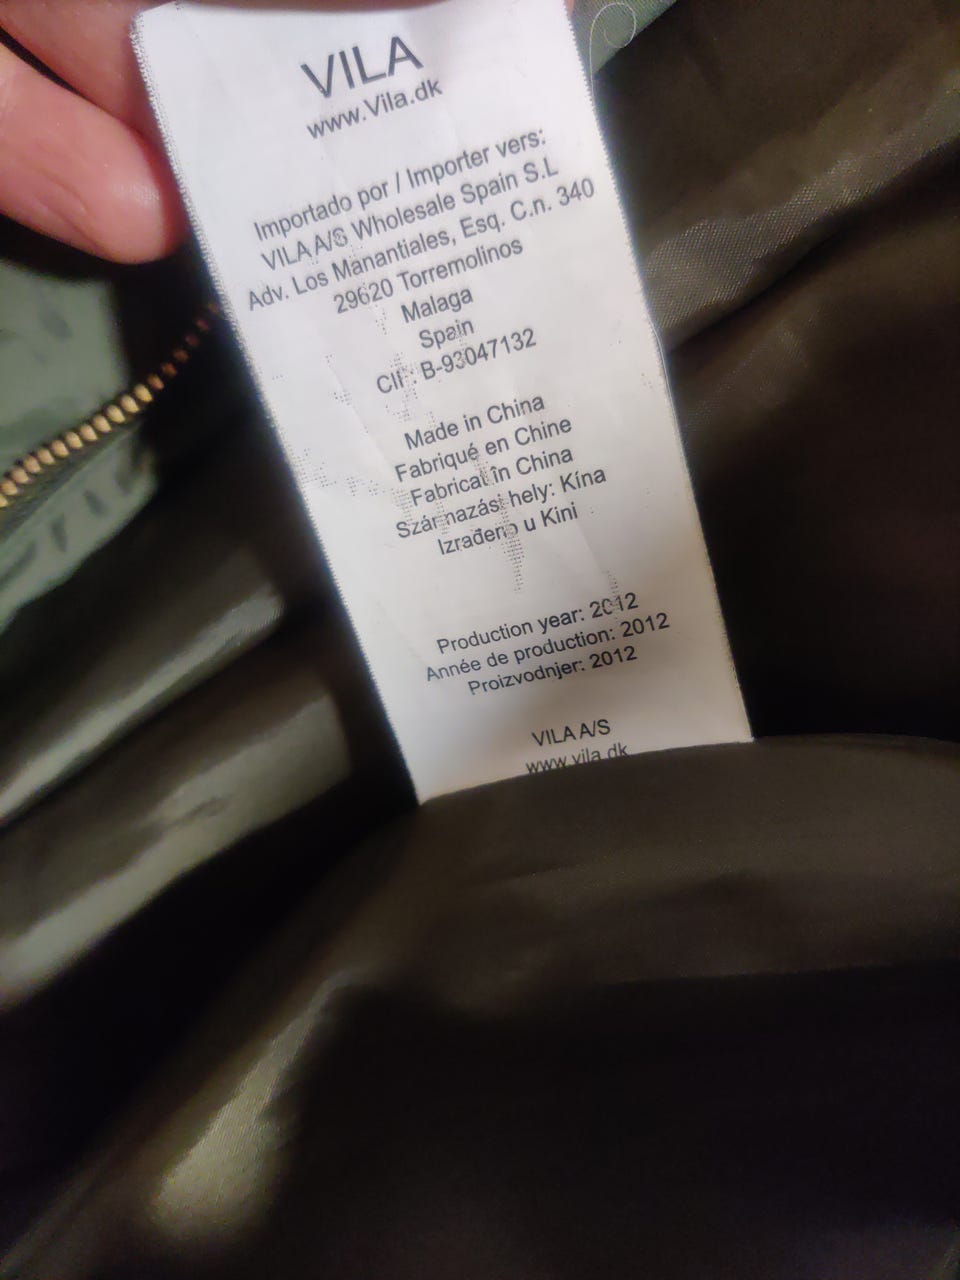 VILA
www.Vila.dk
Importado por / Importer vers:
VILA A/S Wholesale Spain S.L
Adv. Los Manantiales, Esq. C.n. 340
29620 Torremolinos
Malaga
Spain
CIF: B-93047132
Made in China
Fabriqué en Chine
Fabricat în China
Származási hely: Kína
Izrađeno u Kini
Production year: 2012
Année de production: 2012
Proizvodnjer: 2012
VILA A/S
www.vila.dk